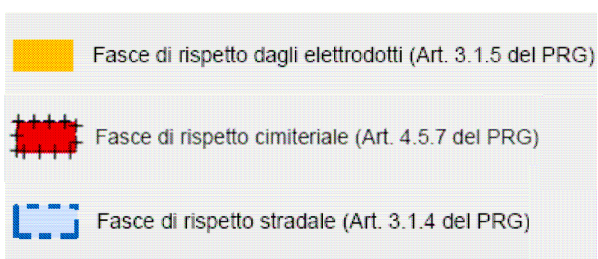 Fasce di rispetto dagli elettrodotti (Art. 3.1.5 del PRG)
Fasce di rispetto cimiteriale (Art. 4.5.7 del PRG)
Fasce di rispetto stradale (Art. 3.1.4 del PRG)